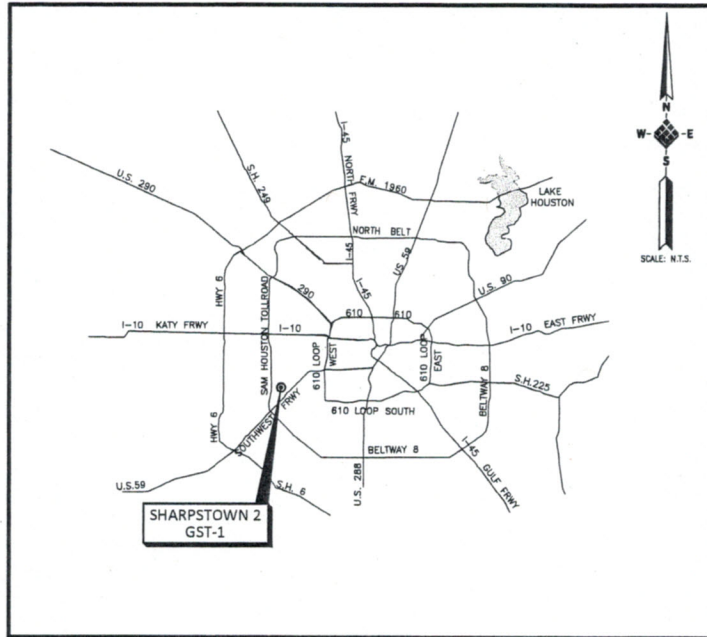 I-45
NORTH
FRWY
S.H. 249
U.S. 290
F.M. 1960
LAKE
HOUSTON
N
W
E
S
SCALE: N.T.S.
NORTH BELT
US 59
I-45
I-45
U.S. 90
290
HWY 6
SAM HOUSTON TOLLROAD
610
610
I-10 KATY FRWY
I-10
I-10 EAST FRWY
610 LOOP
WEST
610 LOOP
EAST
BELTWAY 8
S.H.225
610 LOOP SOUTH
HWY 6
SOUTHWEST FRWY
BELTWAY 8
I-45
GULF FRWY
U.S. 288
U.S.59
S.H. 6
SHARPSTOWN 2
GST-1